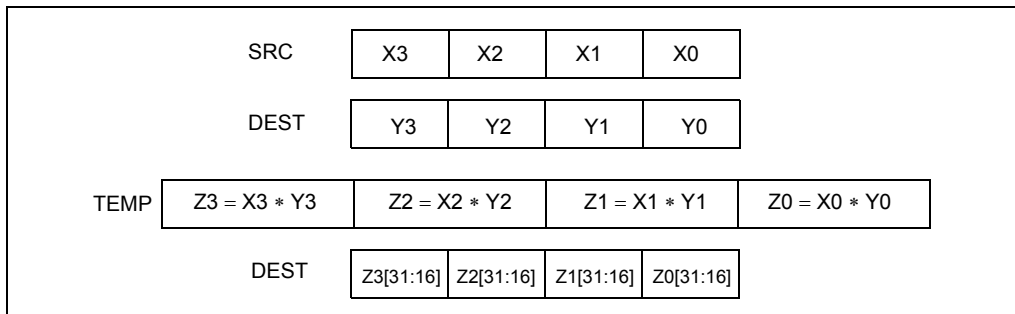 SRC X3 X2 X1 X0
DEST Y3 Y2 Y1 Y0
TEMP Z3 = X3 ∗ Y3 Z2 = X2 ∗ Y2 Z1 = X1 ∗ Y1 Z0 = X0 ∗ Y0
DEST Z3[31:16] Z2[31:16] Z1[31:16] Z0[31:16]